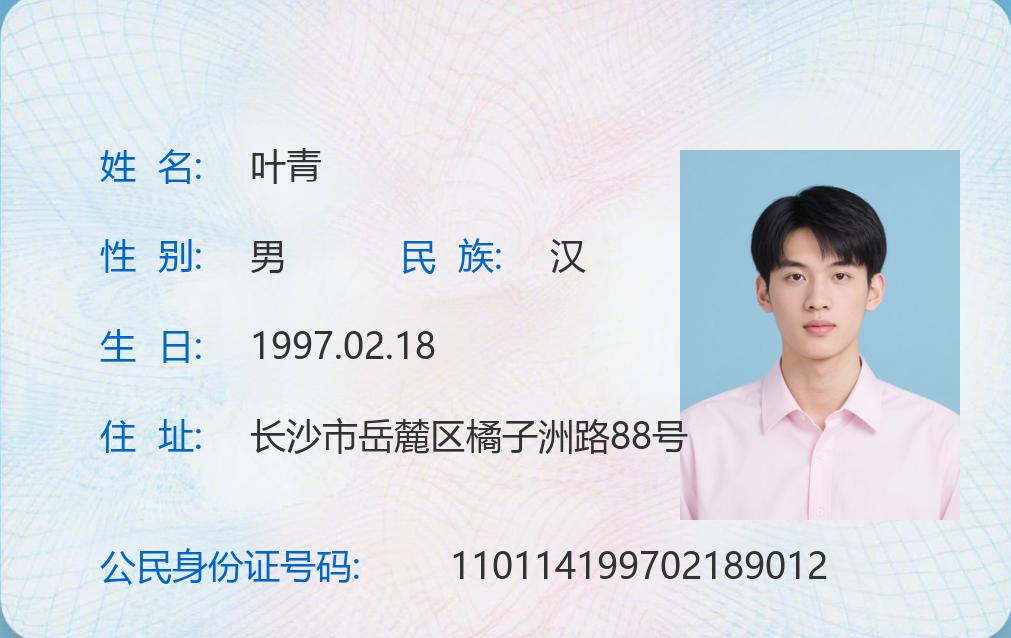 姓 名: 叶青
性 别: 男 民 族: 汉
生 日: 1997.02.18
住 址: 长沙市岳麓区橘子洲路88号
公民身份证号码: 110114199702189012